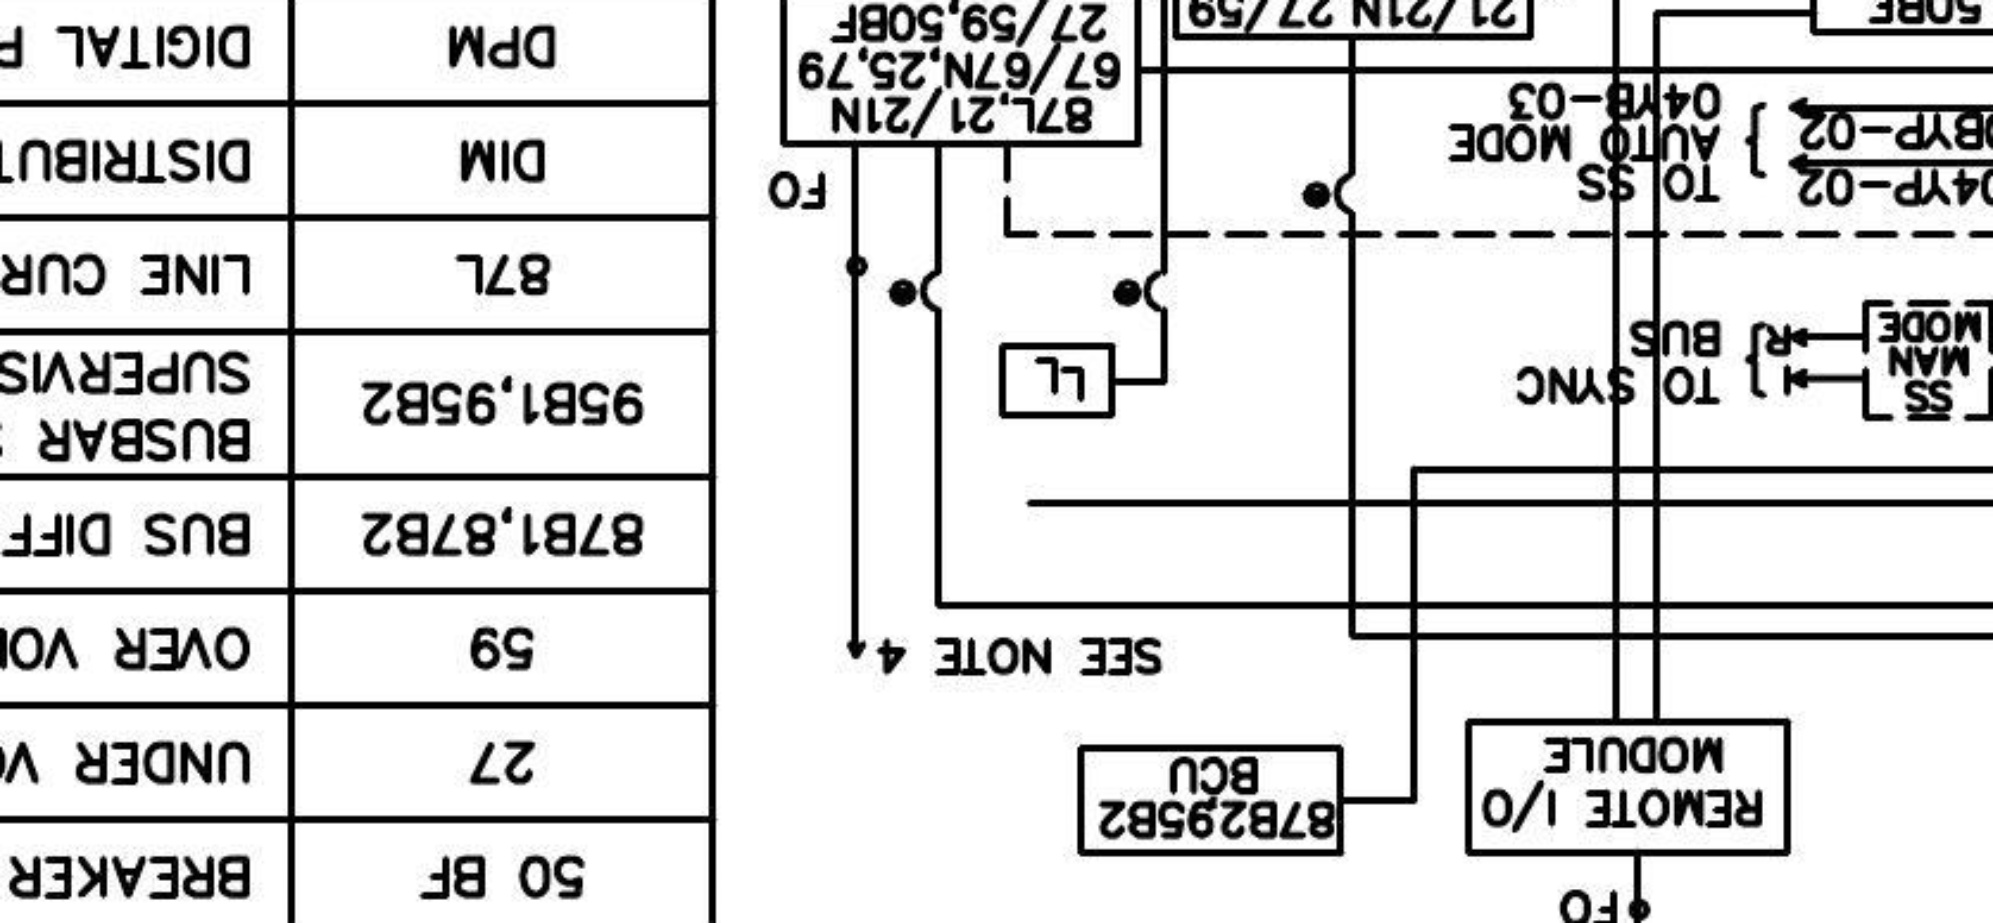 FO
REMOTE I/O
MODULE
87B2,95B2
BCU
SEE NOTE 4
SS
MAN
MODE
I
R
TO SYNC
BUS
LL
04YP-02
BYP-02
TO SS
AUTO MODE
04YB-03
FO
87L,21/21N
67/67N,25,79
27/59,50BF
21/21N 27/59
50BF
50 BF BREAKER
27 UNDER
59 OVER
87B1,87B2 BUS DIFF
95B1,95B2 BUSBAR
SUPERVIS
87L LINE CUR
DIM DISTRIBUT
DPM DIGITAL P